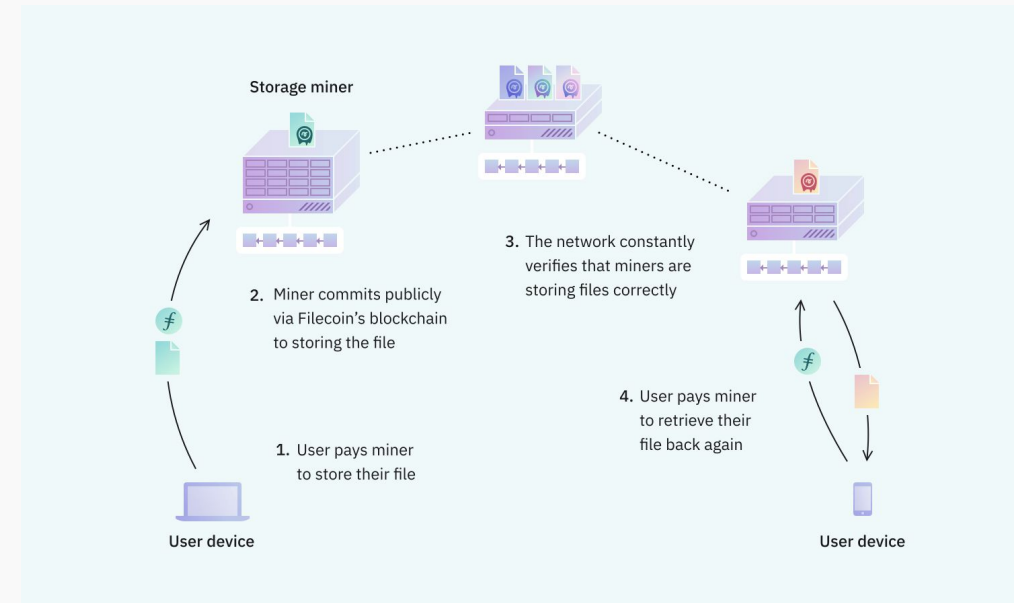 Storage miner
3. The network constantly
verifies that miners are
storing files correctly
2. Miner commits publicly
via Filecoin’s blockchain
to storing the file
4. User pays miner
to retrieve their
file back again
1. User pays miner
to store their file
User device
User device